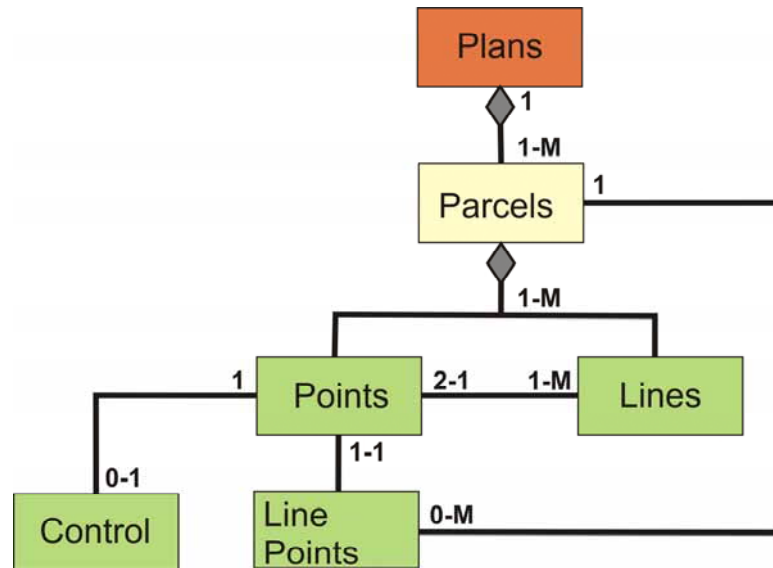 Plans
1
1-M
Parcels
1
1-M
1
Points
2-1
1-M
Lines
1-1
0-1
Control
Line
Points
0-M